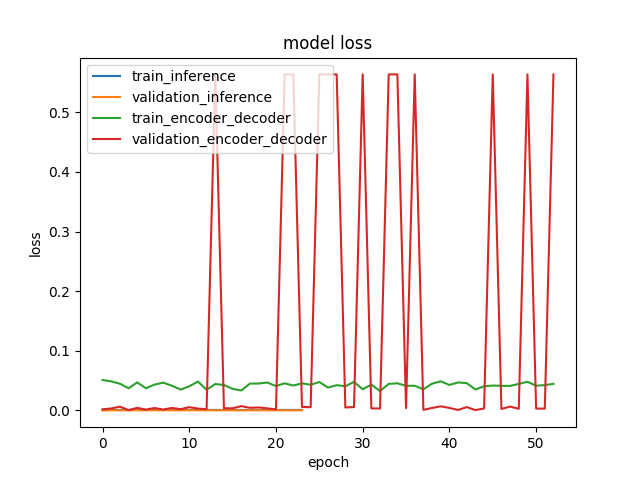 model loss
train_inference
validation_inference
train_encoder_decoder
validation_encoder_decoder
loss
0.5
0.4
0.3
0.2
0.1
0.0
0 10 20 30 40 50
epoch